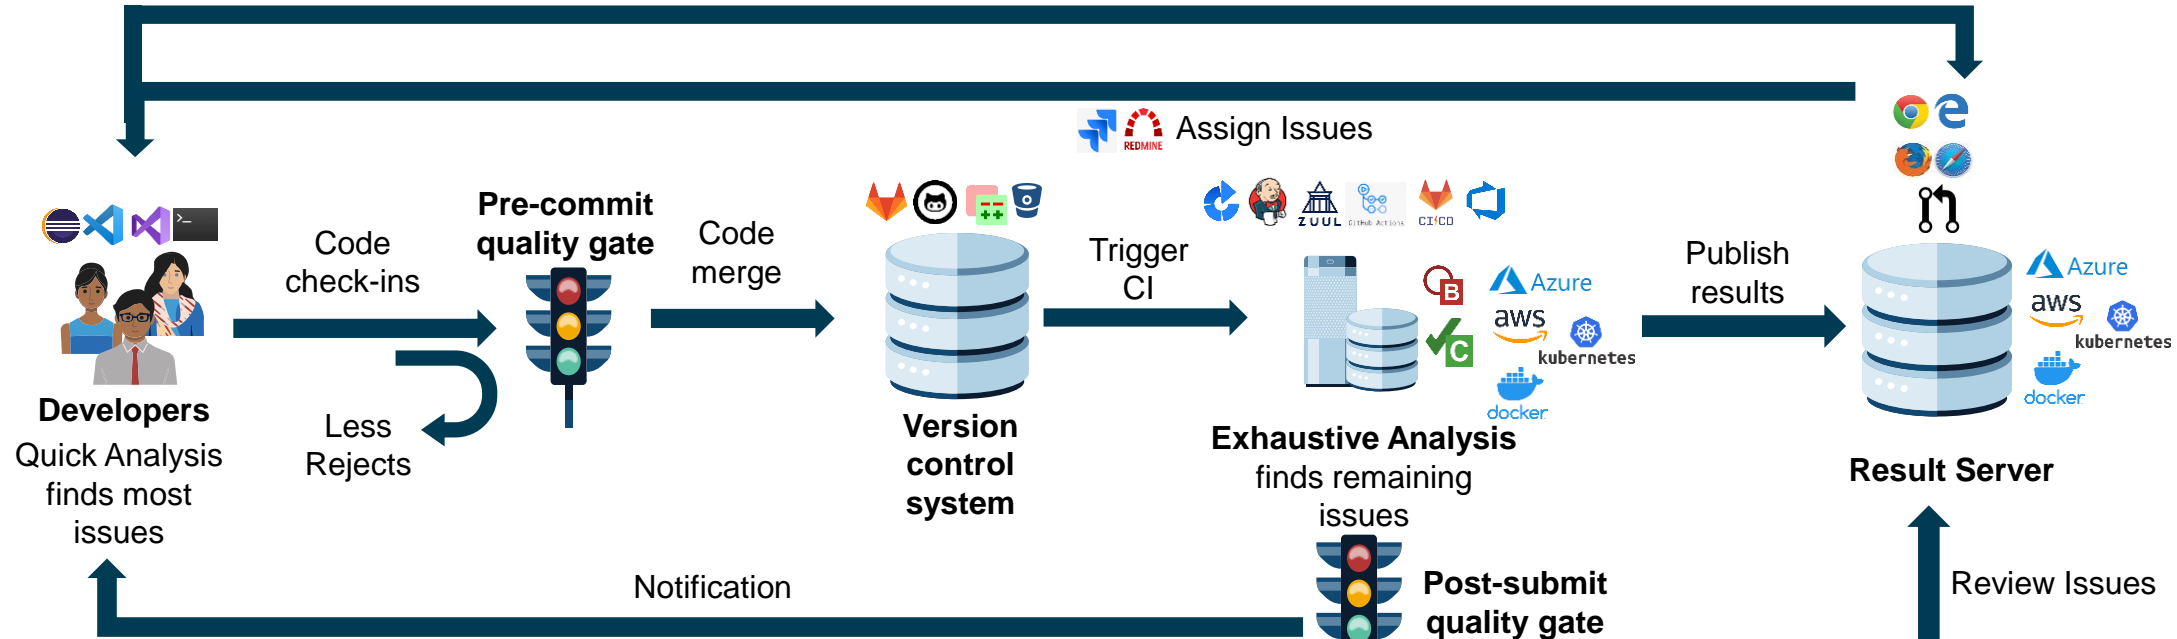 REDMINE
Assign Issues
Pre-commit
quality gate
Code
check-ins
Code
merge
ZUUL
GitHub Actions
CI/CD
Trigger
CI
Publish
results
B
C
Azure
aws
kubernetes
docker
Azure
aws
kubernetes
docker
Developers
Quick Analysis
finds most
issues
Less
Rejects
Version
control
system
Exhaustive Analysis
finds remaining
issues
Result Server
Notification
Post-submit
quality gate
Review Issues